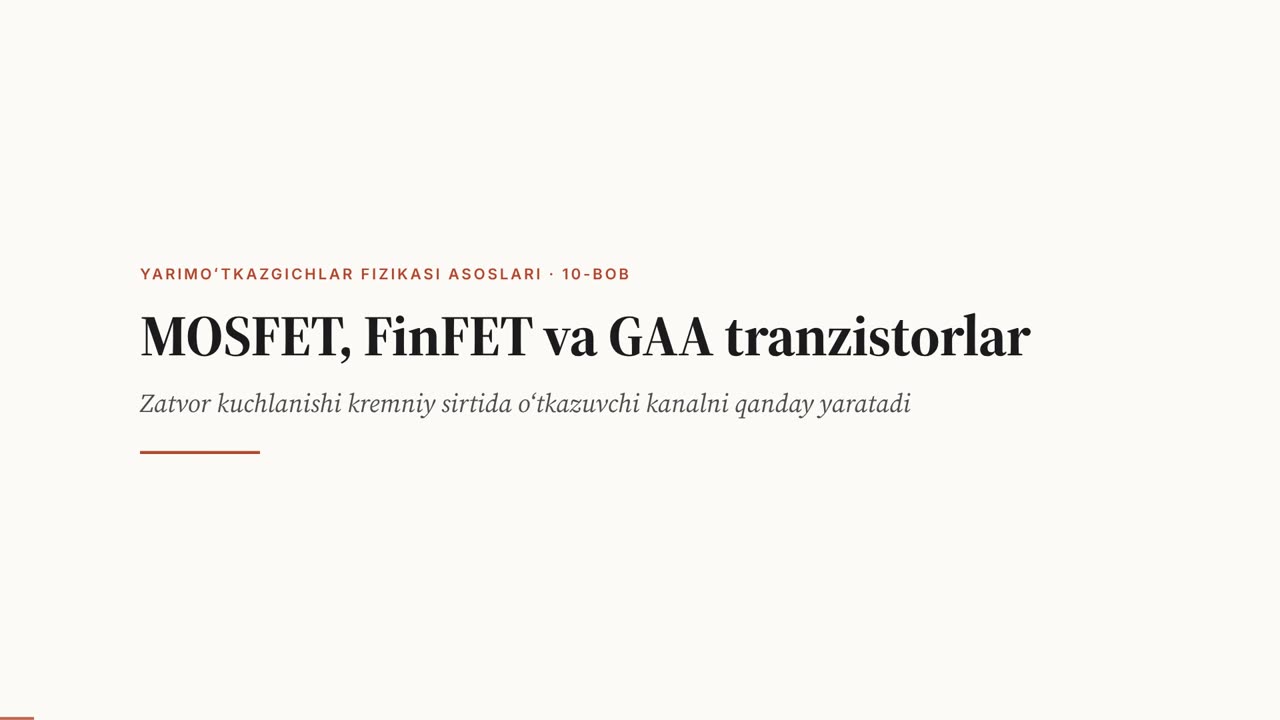 YARIMOʻTKAZGICHLAR FIZIKASI ASOSLARI · 10-BOB
MOSFET, FinFET va GAA tranzistorlar
Zatvor kuchlanishi kremniy sirtida oʻtkazuvchi kanalni qanday yaratadi